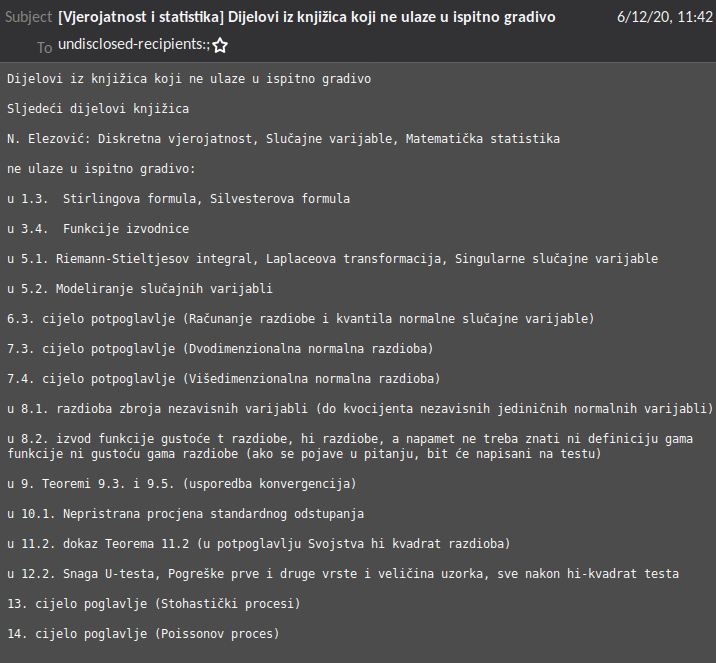 Subject [Vjerojatnost i statistika] Dijelovi iz knjižica koji ne ulaze u ispitno gradivo 6/12/20, 11:42
To undisclosed-recipients:;
Dijelovi iz knjižica koji ne ulaze u ispitno gradivo
Sljedeći dijelovi knjižica
N. Elezović: Diskretna vjerojatnost, Slučajne varijable, Matematička statistika
ne ulaze u ispitno gradivo:
u 1.3.  Stirlingova formula, Silvesterova formula
u 3.4.  Funkcije izvodnice
u 5.1. Riemann-Stieltjesov integral, Laplaceova transformacija, Singularne slučajne varijable
u 5.2. Modeliranje slučajnih varijabli
6.3. cijelo potpoglavlje (Računanje razdiobe i kvantila normalne slučajne varijable)
7.3. cijelo potpoglavlje (Dvodimenzionalna normalna razdioba)
7.4. cijelo potpoglavlje (Višedimenzionalna normalna razdioba)
u 8.1. razdioba zbroja nezavisnih varijabli (do kvocijenta nezavisnih jediničnih normalnih varijabli)
u 8.2. izvod funkcije gustoće t razdiobe, hi razdiobe, a napamet ne treba znati ni definiciju gama
funkcije ni gustoću gama razdiobe (ako se pojave u pitanju, bit će napisani na testu)
u 9. Teoremi 9.3. i 9.5. (usporedba konvergencija)
u 10.1. Nepristrana procjena standardnog odstupanja
u 11.2. dokaz Teorema 11.2 (u potpoglavlju Svojstva hi kvadrat razdioba)
u 12.2. Snaga U-testa, Pogreške prve i druge vrste i veličina uzorka, sve nakon hi-kvadrat testa
13. cijelo poglavlje (Stohastički procesi)
14. cijelo poglavlje (Poissonov proces)